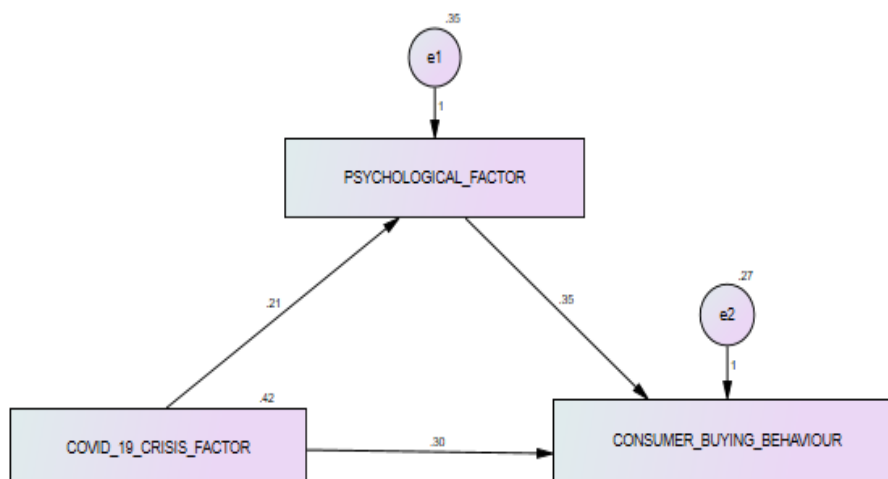 .35
e1
1
PSYCHOLOGICAL_FACTOR
.21
.35
.27
e2
1
.42
COVID_19_CRISIS_FACTOR
.30
CONSUMER_BUYING_BEHAVIOUR